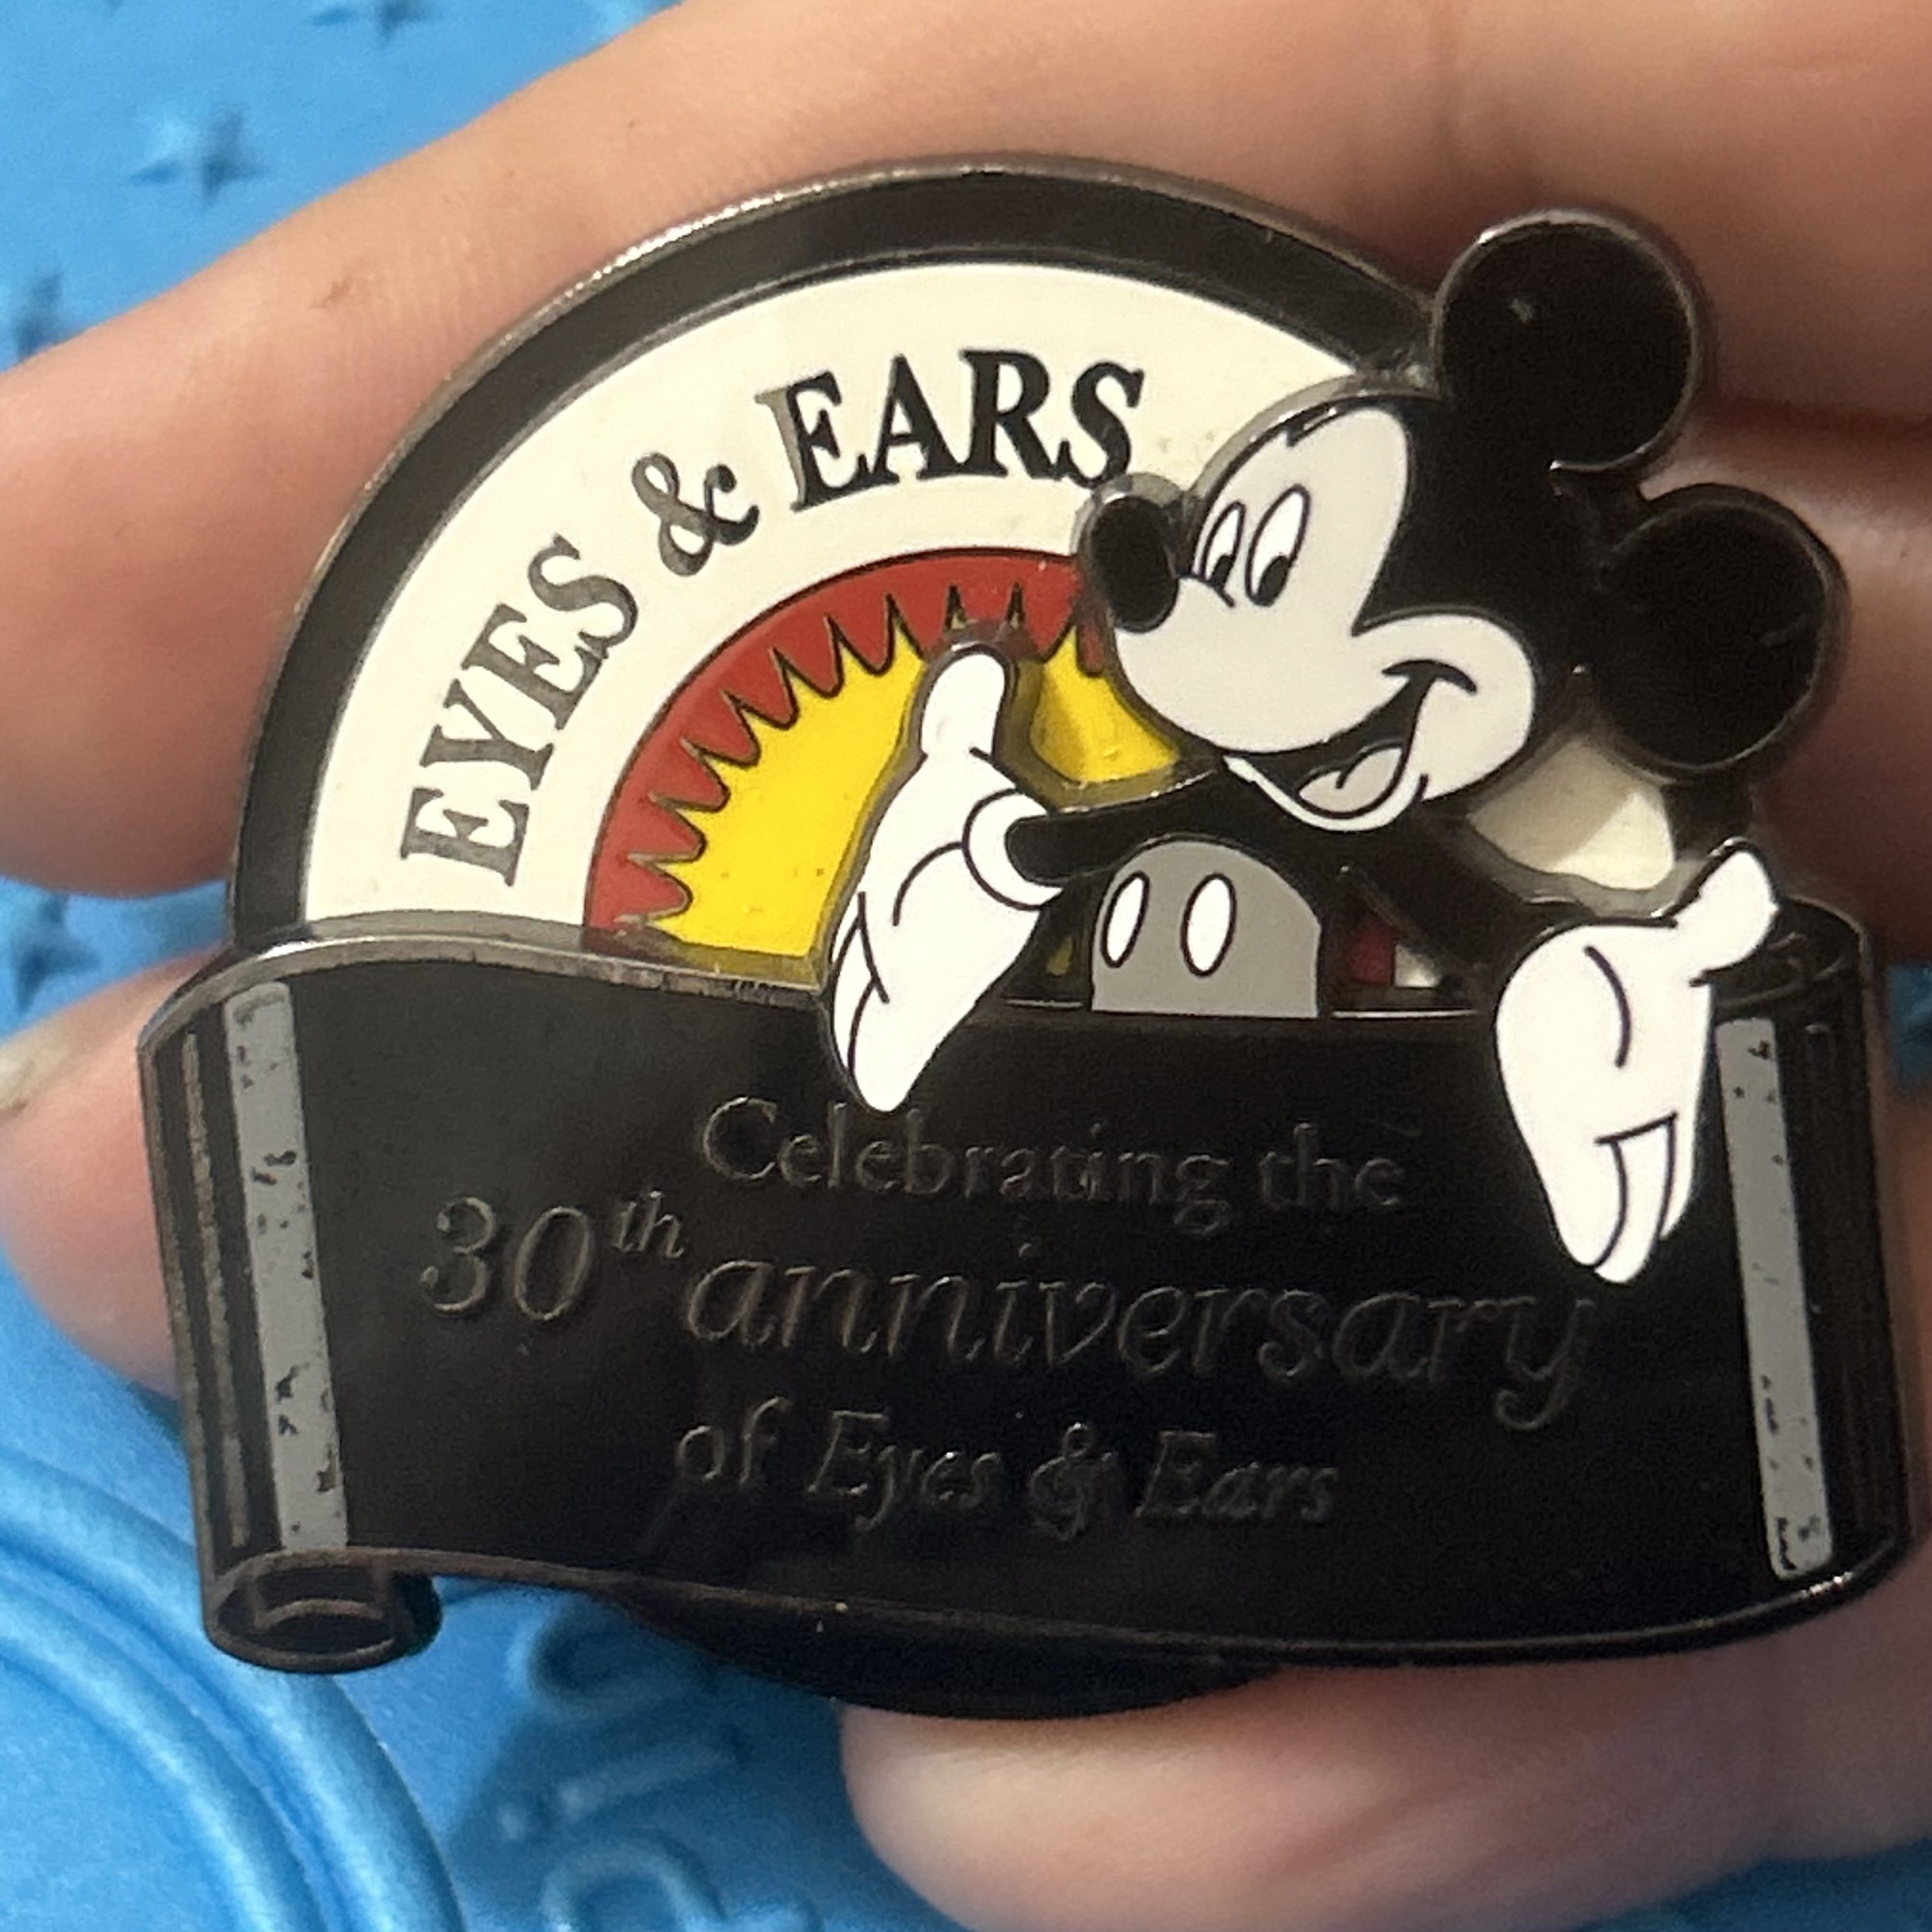 EYES & EARS
Celebrating the
30th anniversary
of Eyes & Ears